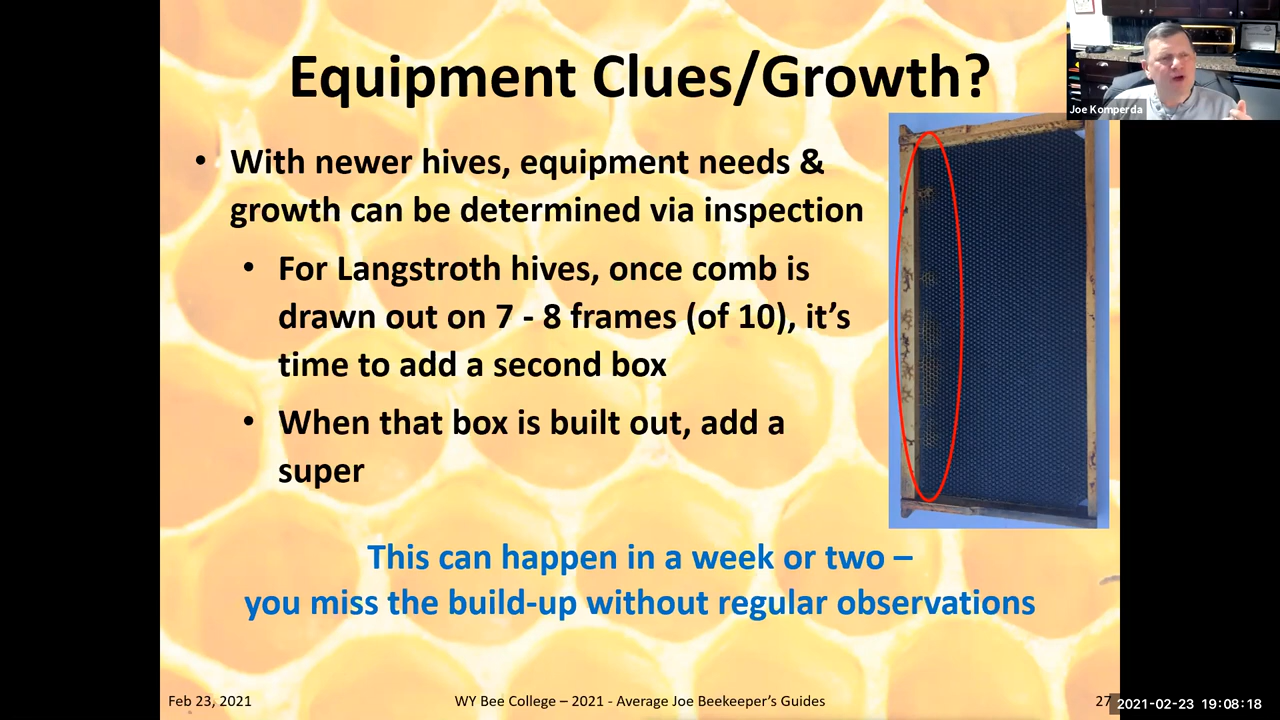 Equipment Clues/Growth?
Joe Komperda
• With newer hives, equipment needs &
growth can be determined via inspection
• For Langstroth hives, once comb is
drawn out on 7 - 8 frames (of 10), it's
time to add a second box
• When that box is built out, add a
super
This can happen in a week or two –
you miss the build-up without regular observations
Feb 23, 2021
WY Bee College – 2021 - Average Joe Beekeeper's Guides
27
2021-02-23 19:08:18